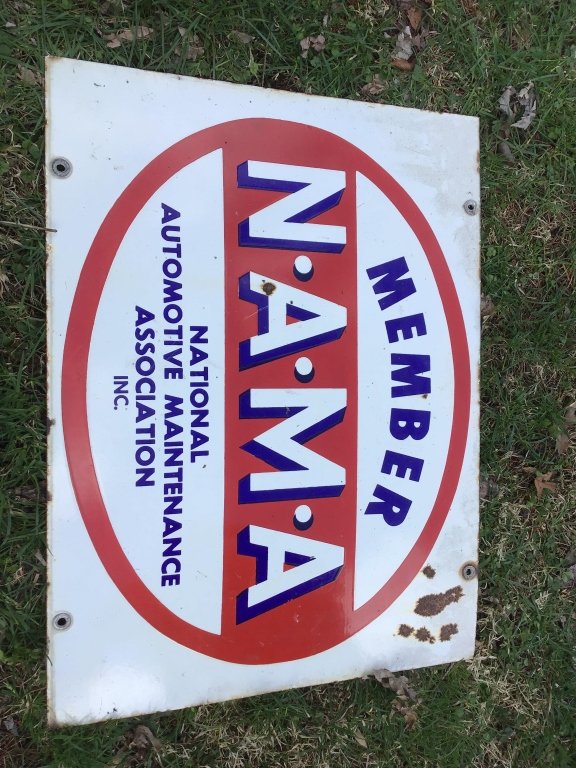 MEMBER
N·A·M·A
NATIONAL
AUTOMOTIVE MAINTENANCE
ASSOCIATION
INC.